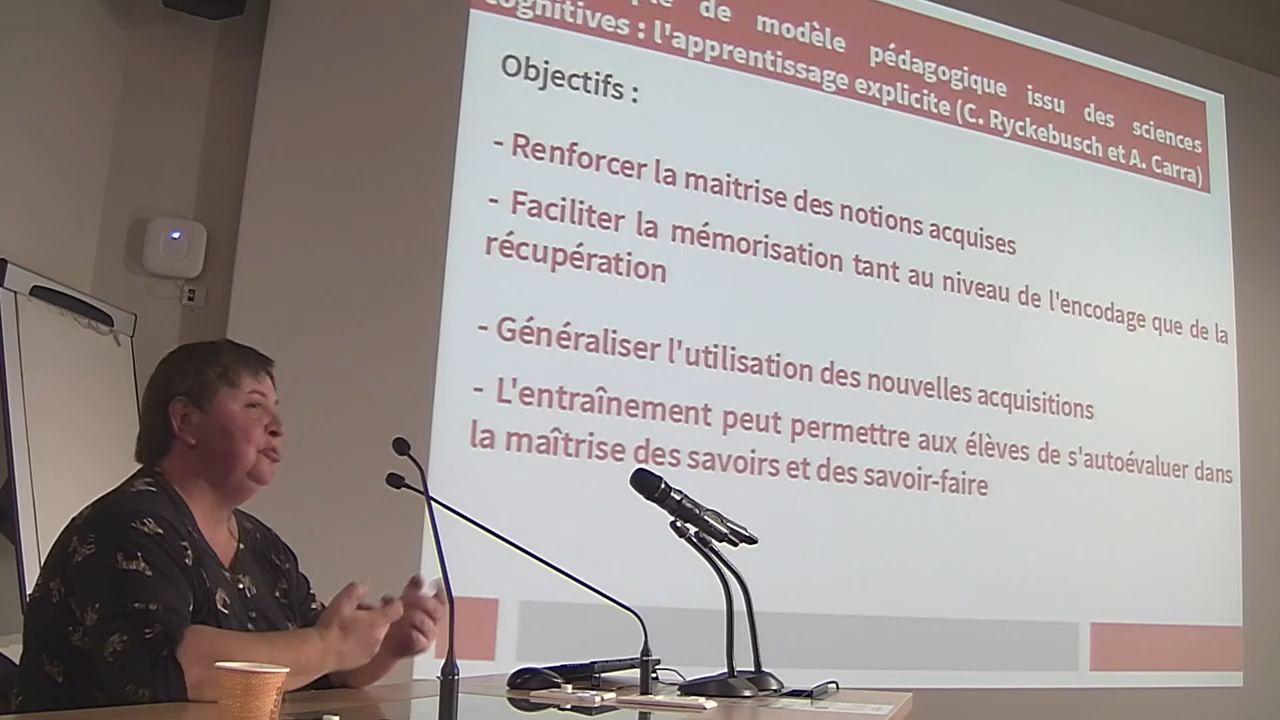 de modèle pédagogique issu des sciences
cognitives : l'apprentissage explicite (C. Ryckebusch et A. Carra)
Objectifs :
- Renforcer la maitrise des notions acquises
- Faciliter la mémorisation tant au niveau de l'encodage que de la
récupération
- Généraliser l'utilisation des nouvelles acquisitions
- L'entraînement peut permettre aux élèves de s'autoévaluer dans
la maîtrise des savoirs et des savoir-faire